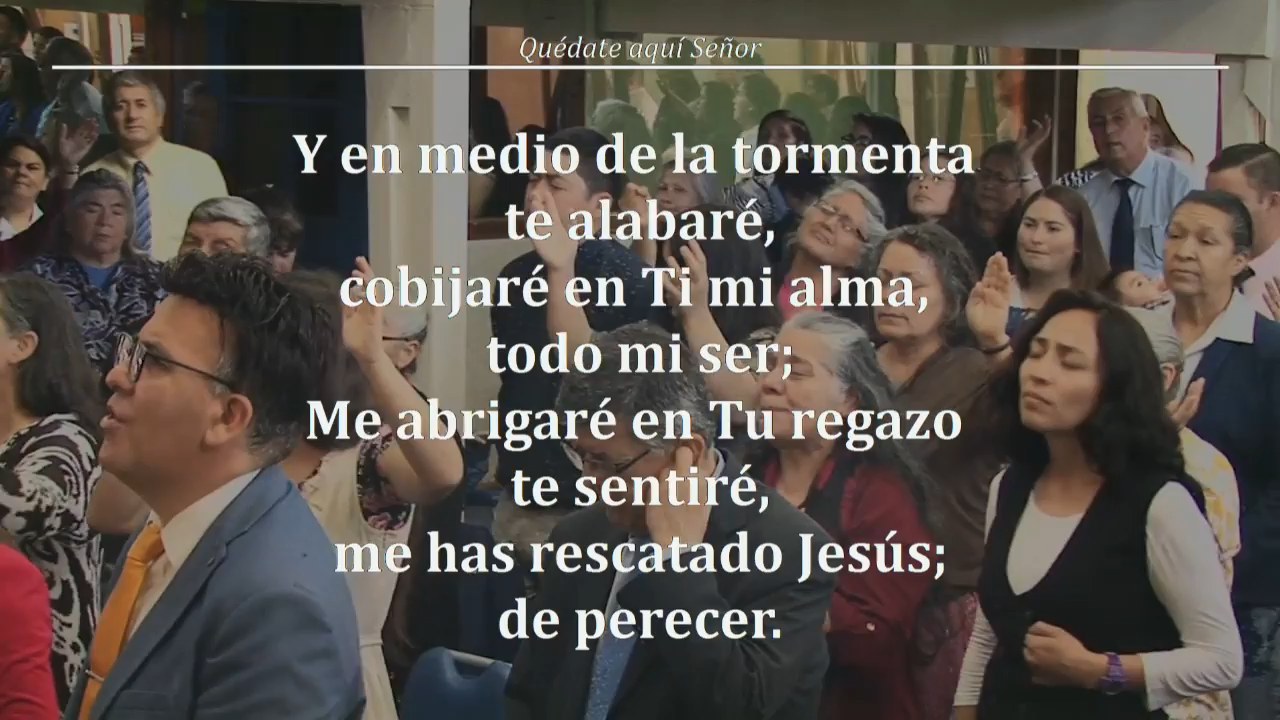 Quédate aquí Señor
Y en medio de la tormenta
te alabaré,
cobijaré en Ti mi alma,
todo mi ser;
Me abrigaré en Tu regazo
te sentiré,
me has rescatado Jesús;
de perecer.